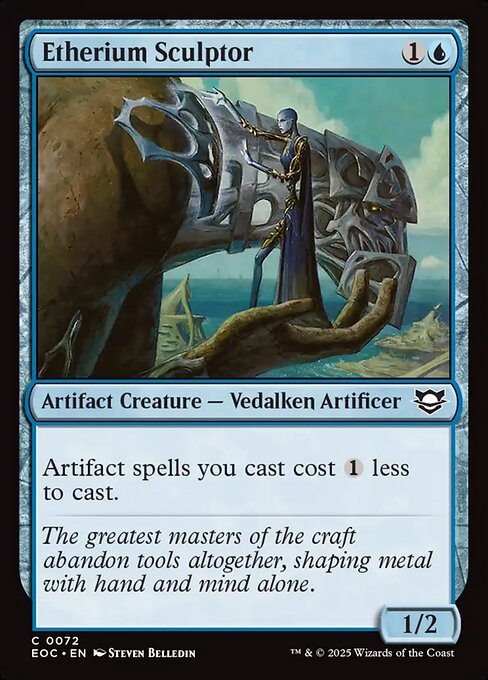 Etherium Sculptor 1
Artifact Creature — Vedalken Artificer
Artifact spells you cast cost 1 less
to cast.
The greatest masters of the craft
abandon tools altogether, shaping metal
with hand and mind alone.
1/2
C 0072
EOC • EN Steven Belledin
™ & © 2025 Wizards of the Coast